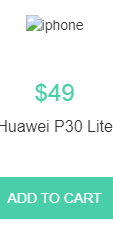 iphone
$49
Huawei P30 Lite
ADD TO CART